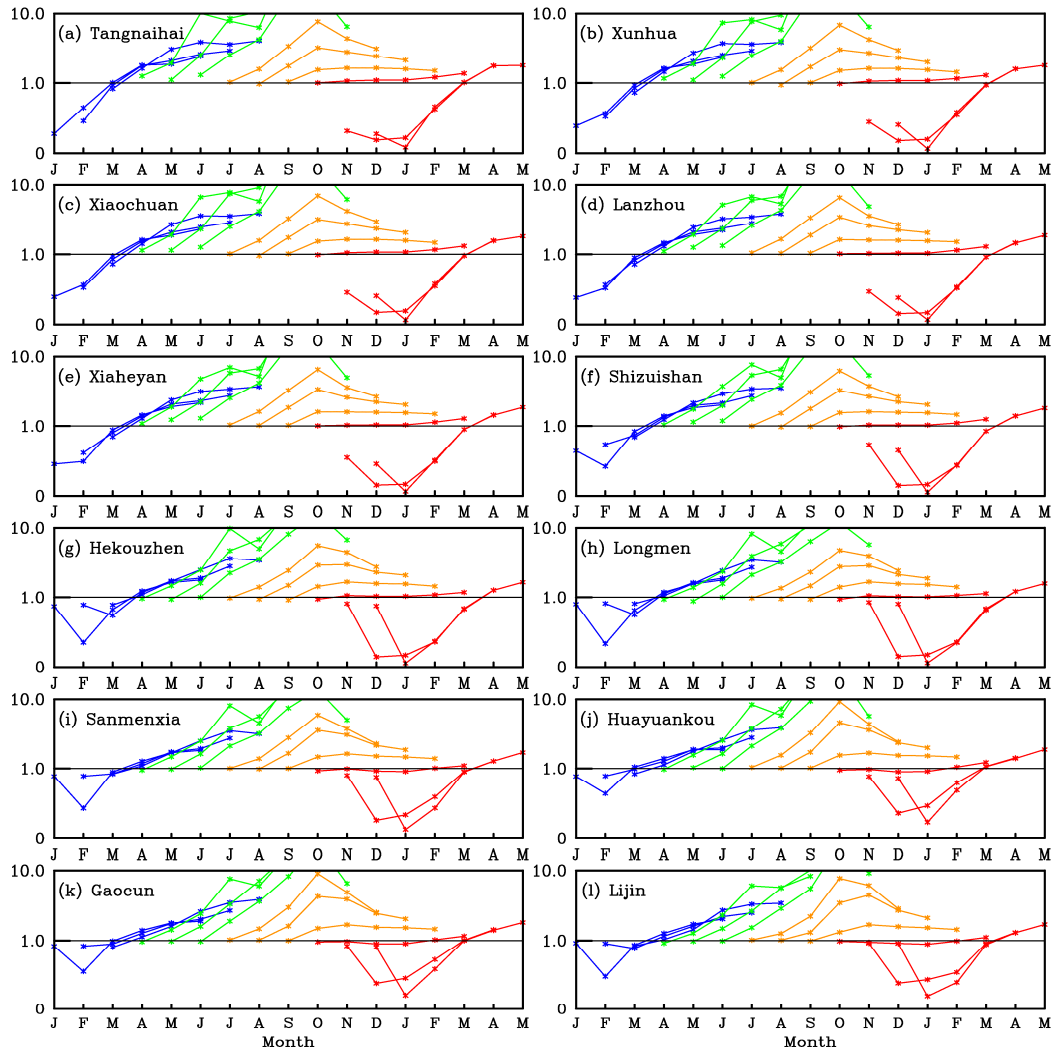 10.0 10.0
(a) Tangnaihai (b) Xunhua
1.0 1.0
0 0
J F M A M J J A S O N D J F M A M J F M A M J J A S O N D J F M A M
10.0 10.0
(c) Xiaochuan (d) Lanzhou
1.0 1.0
0 0
J F M A M J J A S O N D J F M A M J F M A M J J A S O N D J F M A M
10.0 10.0
(e) Xiaheyan (f) Shizuishan
1.0 1.0
0 0
J F M A M J J A S O N D J F M A M J F M A M J J A S O N D J F M A M
10.0 10.0
(g) Hekouzhen (h) Longmen
1.0 1.0
0 0
J F M A M J J A S O N D J F M A M J F M A M J J A S O N D J F M A M
10.0 10.0
(i) Sanmenxia (j) Huayuankou
1.0 1.0
0 0
J F M A M J J A S O N D J F M A M J F M A M J J A S O N D J F M A M
10.0 10.0
(k) Gaocun (l) Lijin
1.0 1.0
0 0
J F M A M J J A S O N D J F M A M J F M A M J J A S O N D J F M A M
Month Month